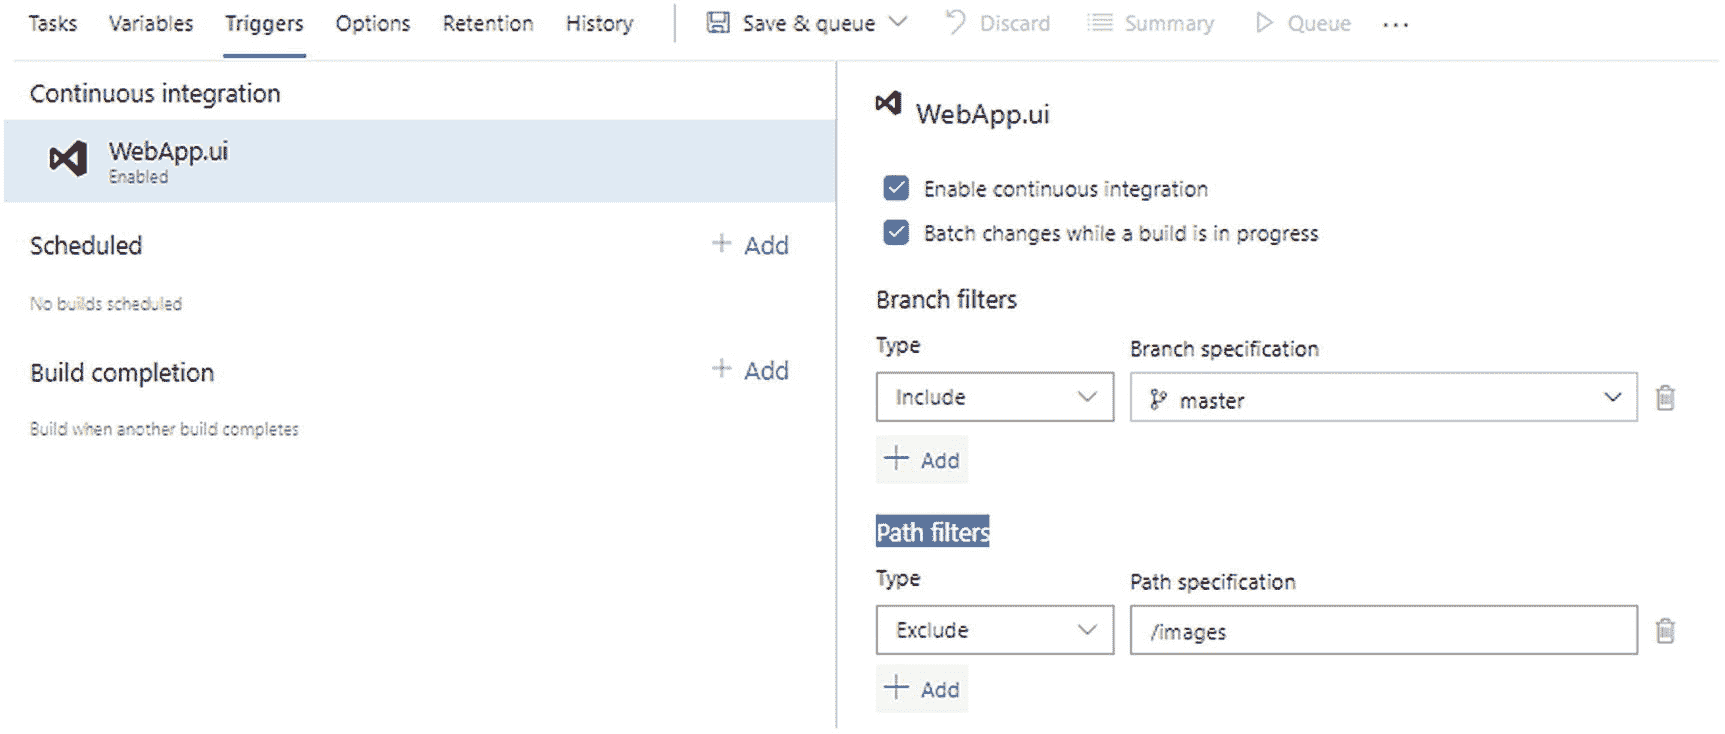 Tasks Variables Triggers Options Retention History Save & queue Discard Summary Queue ...
Continuous integration
WebApp.ui
Enabled
Scheduled + Add
No builds scheduled
Build completion + Add
Build when another build completes
WebApp.ui
Enable continuous integration
Batch changes while a build is in progress
Branch filters
Type Branch specification
Include master
+ Add
Path filters
Type Path specification
Exclude /images
+ Add